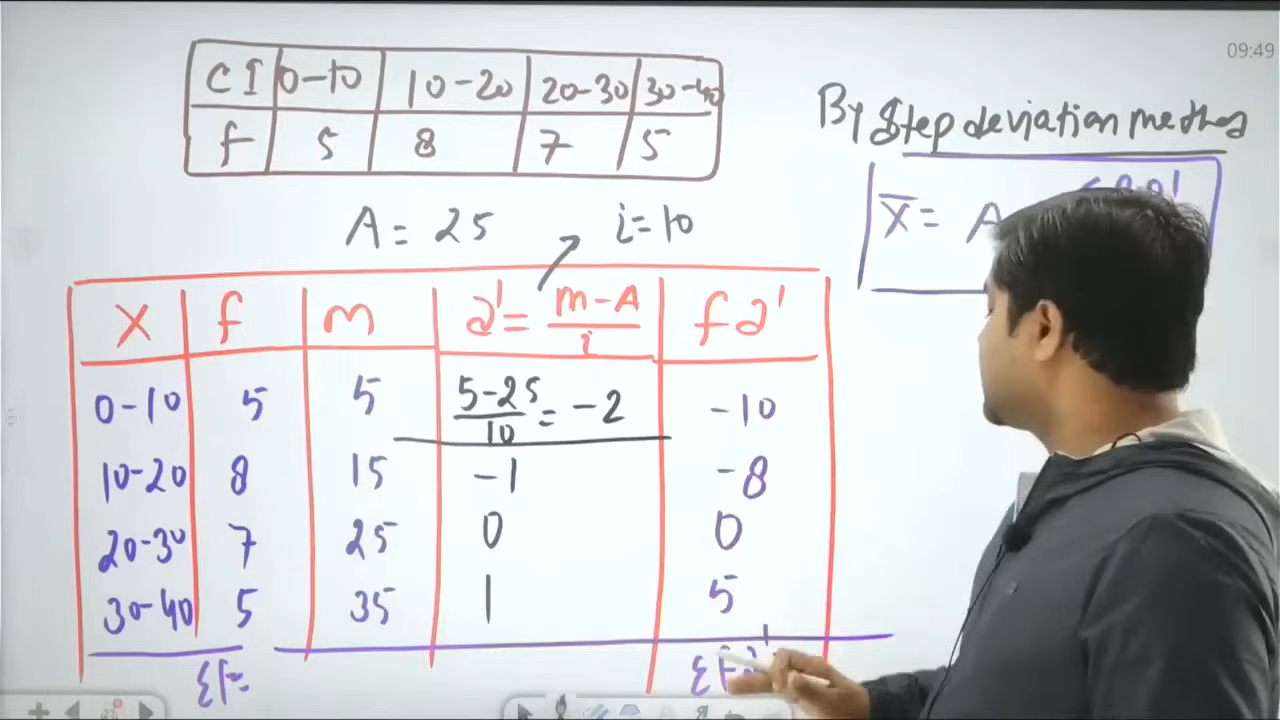 09:49
CI 0-10 10-20 20-30 30-40
f 5 8 7 5
By Step deviation method
X̅ = A
A = 25 i=10
X f m d'= m-A/i fd'
0-10 5 5 5-25/10 = -2 -10
10-20 8 15 -1 -8
20-30 7 25 0 0
30-40 5 35 1 5
Σf= Σfd'